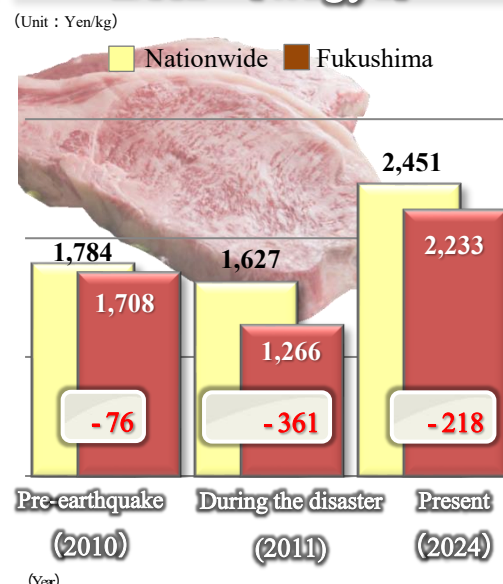 （Unit：Yen/kg）
Nationwide Fukushima
2,451
1,784
1,627
2,233
1,708
1,266
-76
-361
-218
Pre-earthquake During the disaster Present
（2010） （2011） （2024）
（Year）